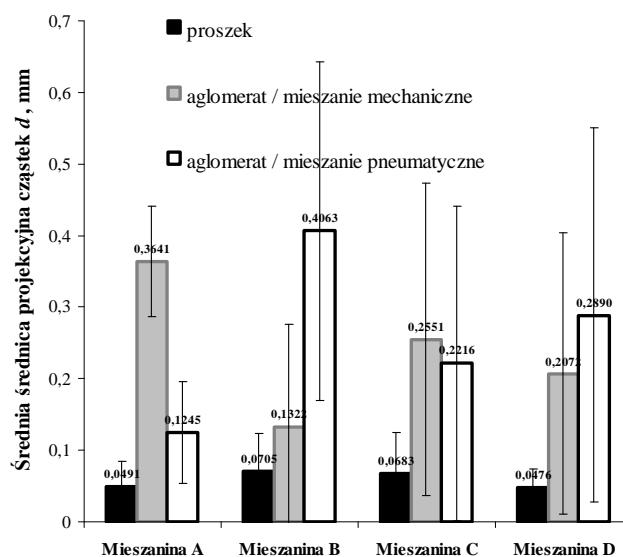 Średnia średnica projekcyjna cząstek d, mm
0,7
0,6
0,5
0,4
0,3
0,2
0,1
0
proszek
aglomerat / mieszanie mechaniczne
aglomerat / mieszanie pneumatyczne
0,0491
0,3641
0,1245
0,0705
0,1322
0,4063
0,0683
0,2551
0,2216
0,0476
0,2072
0,2890
Mieszanina A
Mieszanina B
Mieszanina C
Mieszanina D